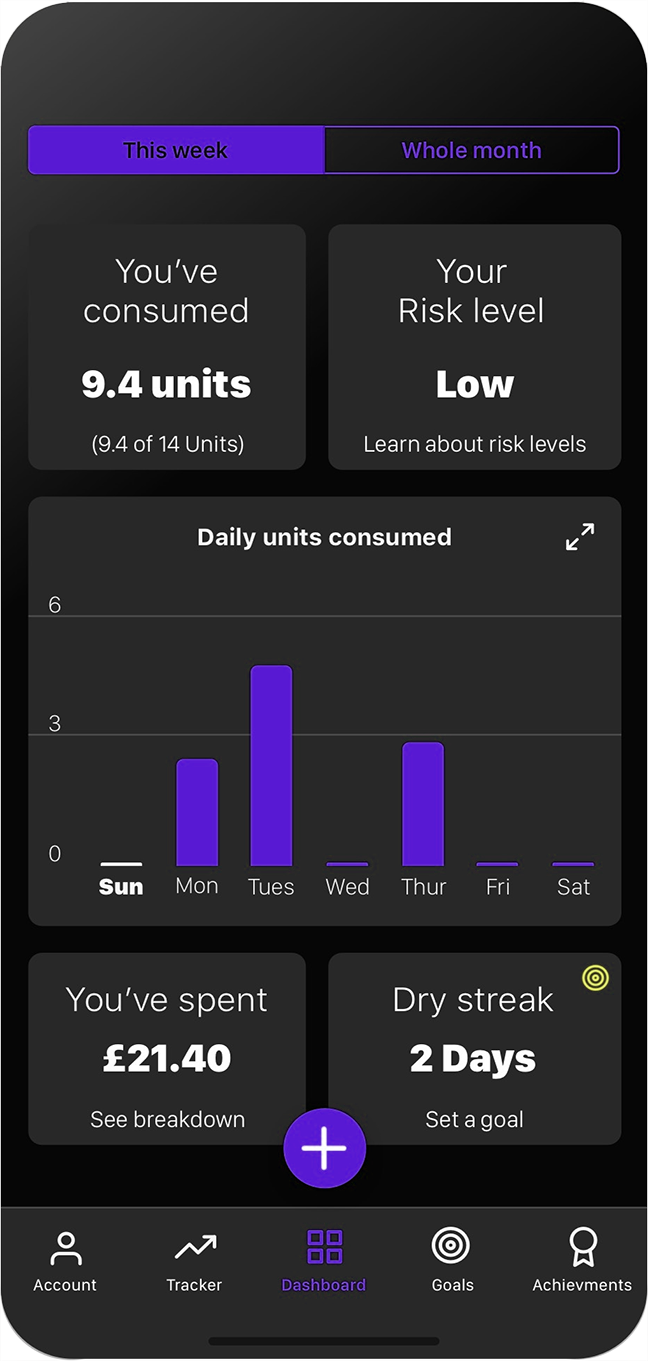 This week
Whole month
You've
consumed
9.4 units
(9.4 of 14 Units)
Your
Risk level
Low
Learn about risk levels
Daily units consumed
6
3
0
Sun Mon Tues Wed Thur Fri Sat
You've spent
£21.40
See breakdown
Dry streak
2 Days
Set a goal
Account Tracker Dashboard Goals Achievments